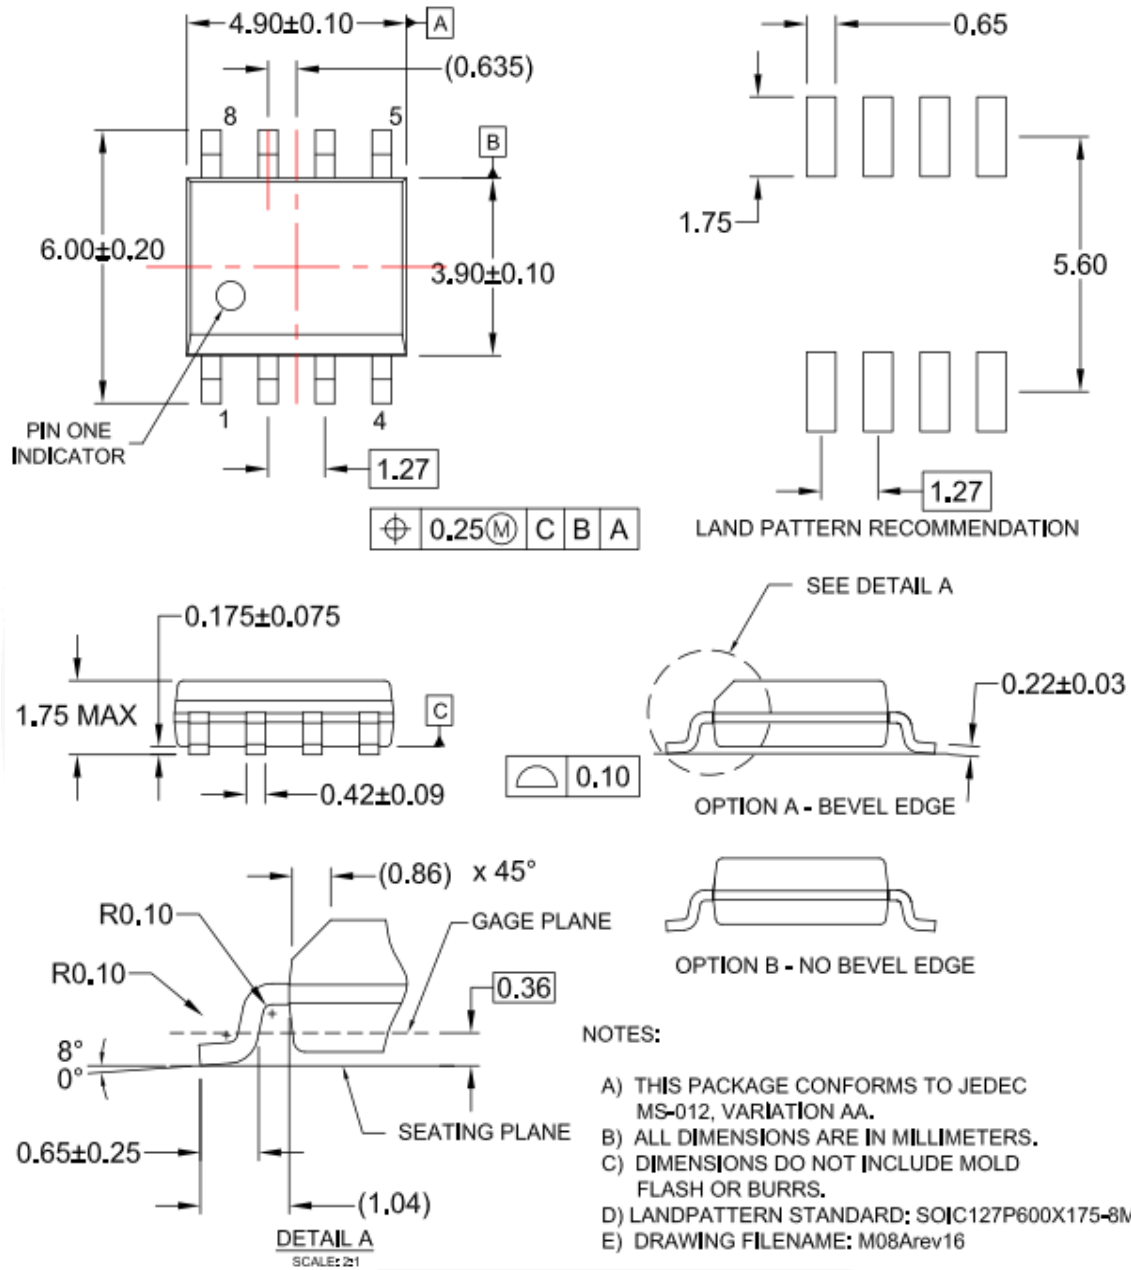 4.90±0.10
A
(0.635)
8
5
B
6.00±0.20
3.90±0.10
PIN ONE
INDICATOR
1
4
1.27
0.25Ⓜ C B A
0.65
1.75
5.60
1.27
LAND PATTERN RECOMMENDATION
0.175±0.075
1.75 MAX
C
0.42±0.09
0.10
SEE DETAIL A
0.22±0.03
OPTION A - BEVEL EDGE
OPTION B - NO BEVEL EDGE
(0.86) x 45°
R0.10
GAGE PLANE
R0.10
0.36
8°
0°
SEATING PLANE
0.65±0.25
(1.04)
DETAIL A
SCALE: 2:1
NOTES:
A) THIS PACKAGE CONFORMS TO JEDEC
MS-012, VARIATION AA.
B) ALL DIMENSIONS ARE IN MILLIMETERS.
C) DIMENSIONS DO NOT INCLUDE MOLD
FLASH OR BURRS.
D) LANDPATTERN STANDARD: SOIC127P600X175-8M
E) DRAWING FILENAME: M08Arev16